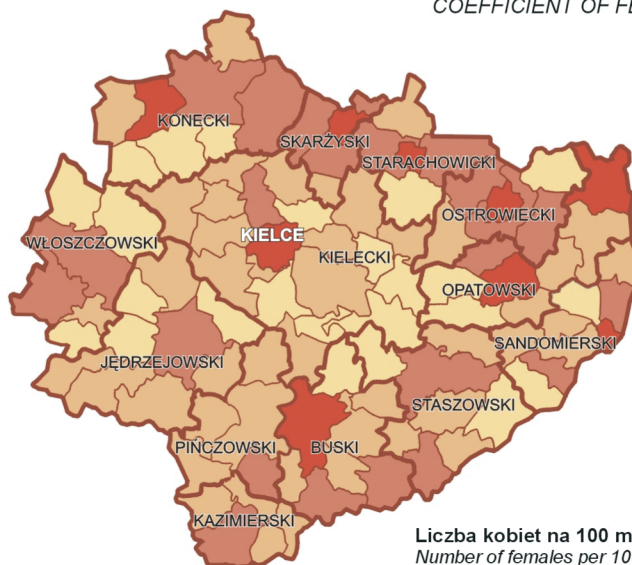 COEFFICIENT OF FE
KONECKI
SKARŻYSKI
STARACHOWICKI
OSTROWIECKI
KIELCE
WŁOSZCZOWSKI
KIELECKI
OPATOWSKI
SANDOMIERSKI
JĘDRZEJOWSKI
STASZOWSKI
PIŃCZOWSKI
BUSKI
KAZIMIERSKI
Liczba kobiet na 100 m
Number of females per 10